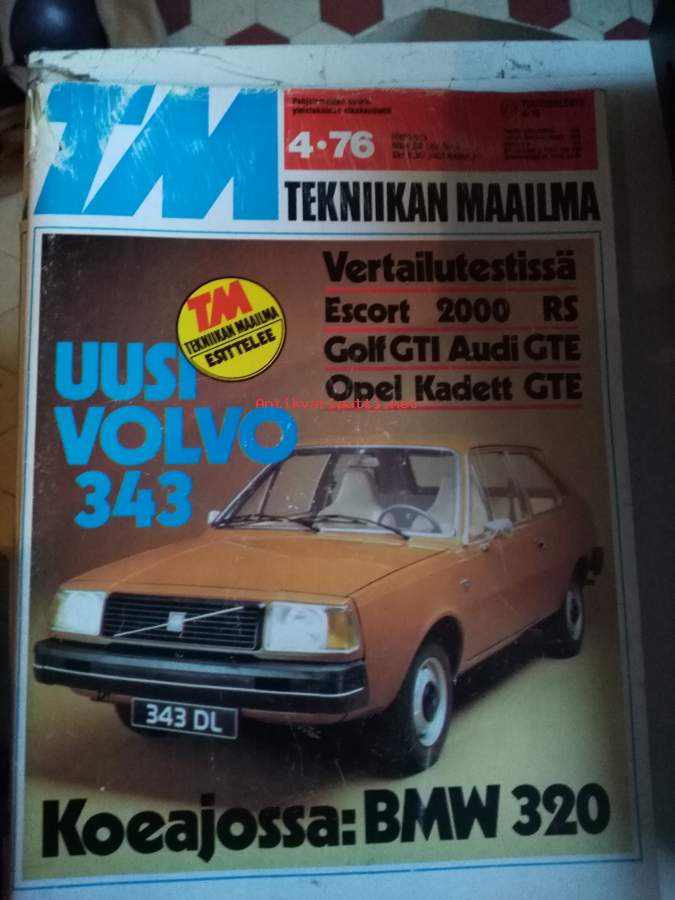 TM
4•76
TEKNIIKAN MAAILMA
Vertailutestissä
Escort 2000 RS
Golf GTI Audi GTE
Opel Kadett GTE
TM
TEKNIIKAN MAAILMA
ESITTELEE
UUSI
VOLVO
343
Antikvariaatti.net
343 DL
Koeajossa: BMW 320